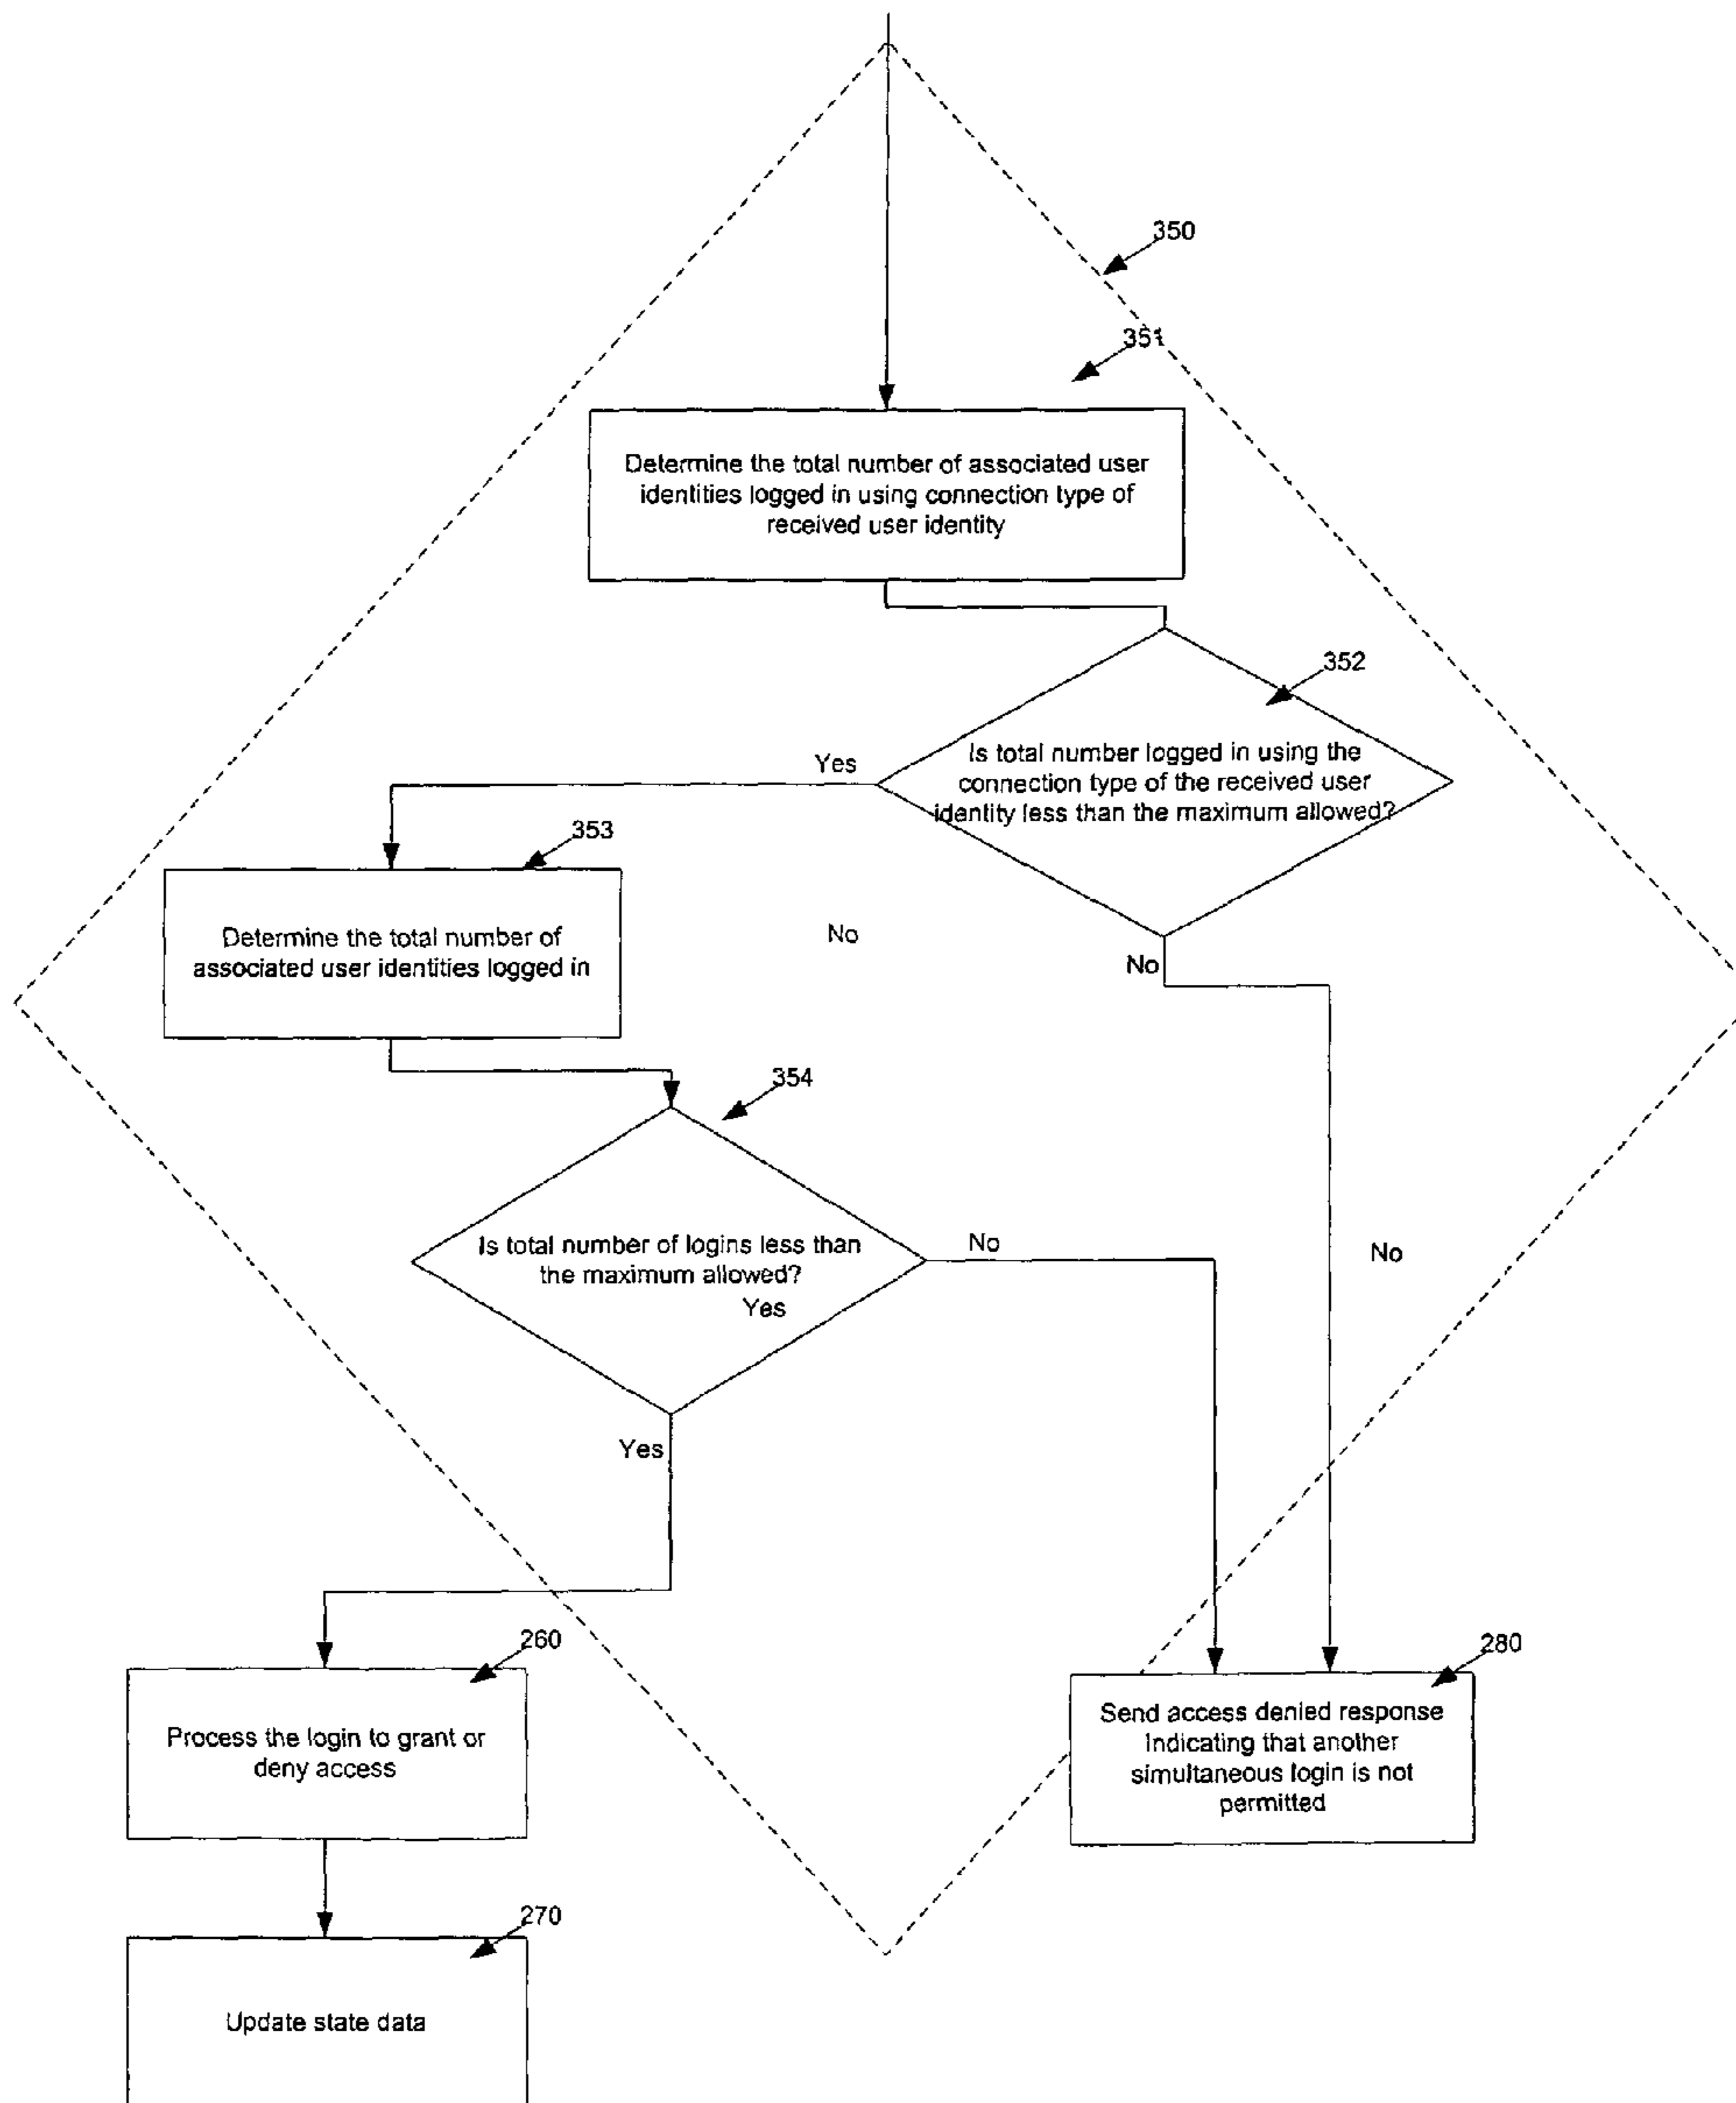 350
351
Determine the total number of associated user
identities logged in using connection type of
received user identity
352
Is total number logged in using the
connection type of the received user
identity less than the maximum allowed?
Yes
353
Determine the total number of
associated user identities logged in
No
No
354
Is total number of logins less than
the maximum allowed?
Yes
No
No
Yes
260
Process the login to grant or
deny access
280
Send access denied response
Indicating that another
simultaneous login is not
permitted
270
Update state data